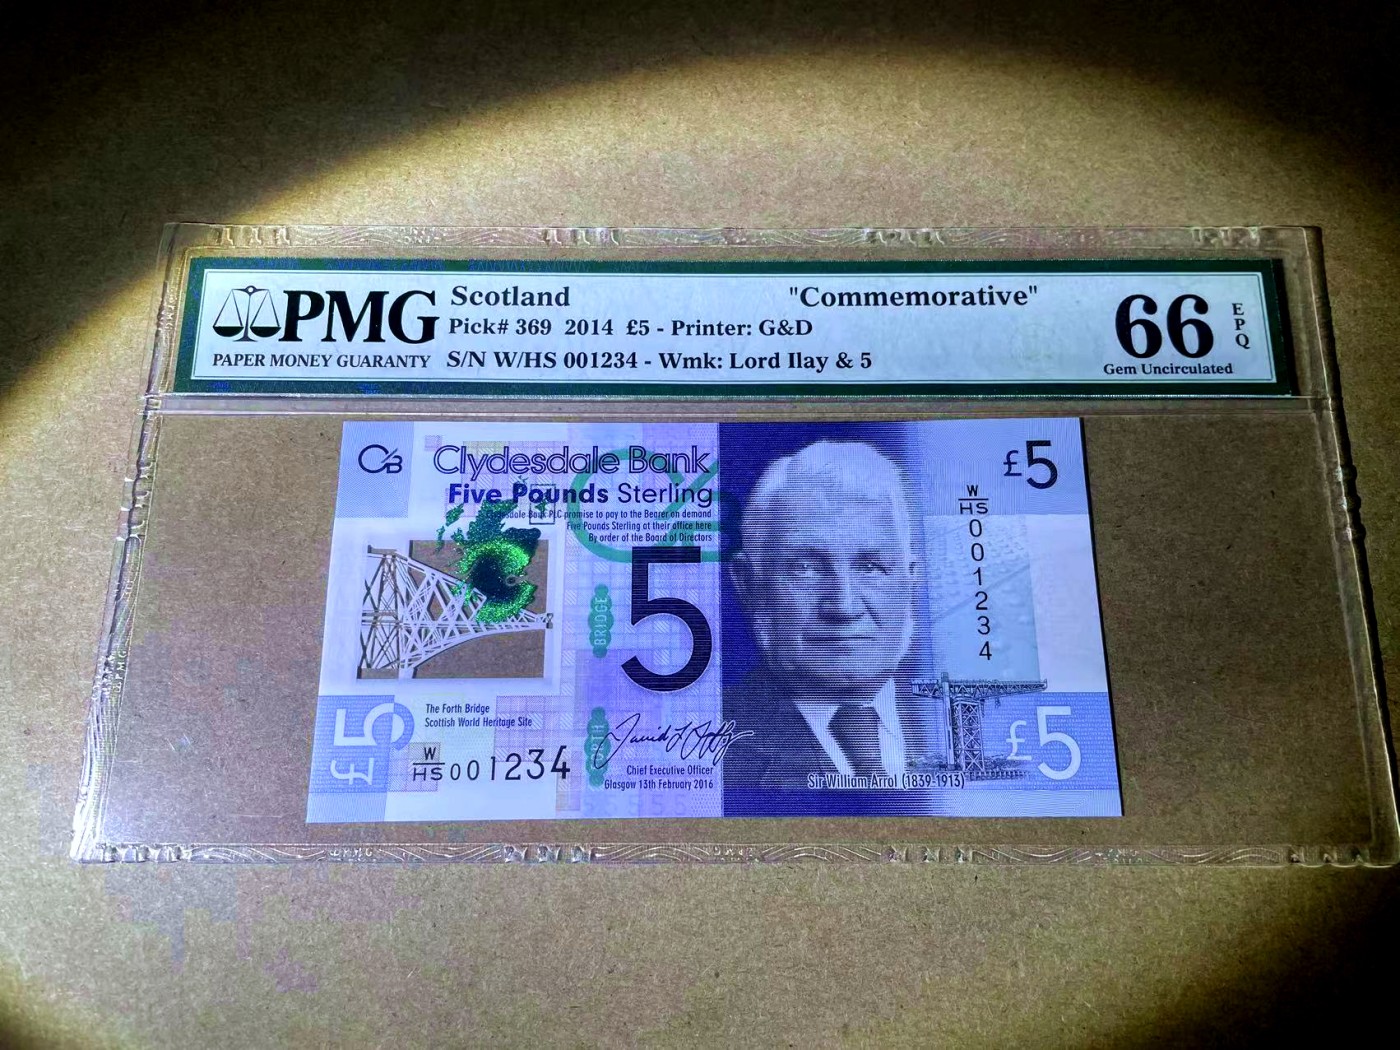 PMG
PAPER MONEY GUARANTY
Scotland "Commemorative"
Pick# 369 2014 £5 - Printer: G&D
S/N W/HS 001234 - Wmk: Lord Ilay & 5
66 EPQ
Gem Uncirculated
CB
Clydesdale Bank
Five Pounds Sterling
Clydesdale Bank PLC promise to pay to the Bearer on demand
Five Pounds Sterling at their office here
By order of the Board of Directors
£5
W
HS
001234
BRIDGE
5
The Forth Bridge
Scottish World Heritage Site
£5
W
HS 001234
Chief Executive Officer
Glasgow 13th February 2016
Sir William Arrol (1839-1913)
£5